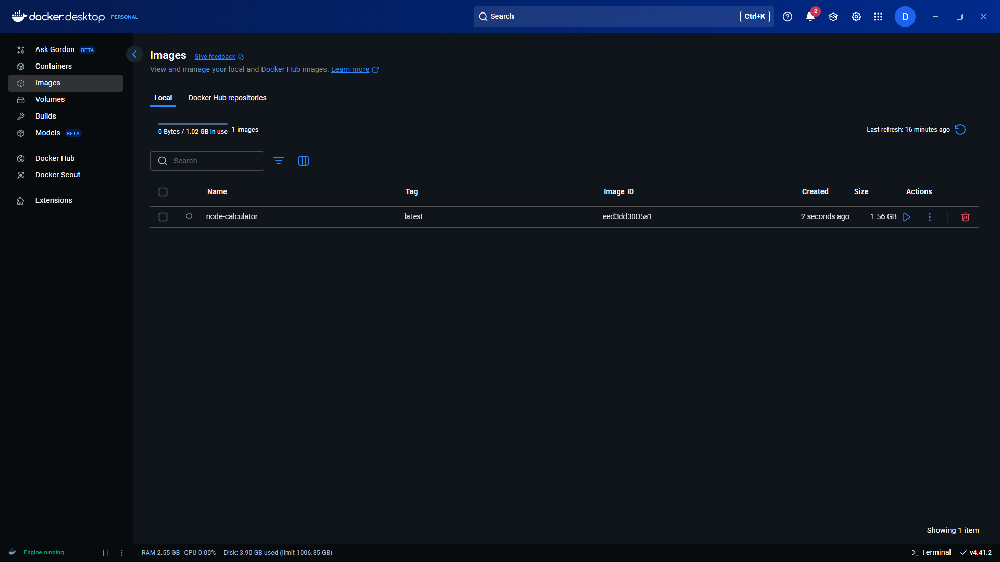 docker.desktop PERSONAL
Search Ctrl+K
2
D
Ask Gordon BETA
Containers
Images
Volumes
Builds
Models BETA
Docker Hub
Docker Scout
Extensions
Images Give feedback
View and manage your local and Docker Hub images. Learn more
Local Docker Hub repositories
0 Bytes / 1.02 GB in use 1 images
Last refresh: 16 minutes ago
Search
Name Tag Image ID Created Size Actions
node-calculator latest eed3dd3005a1 2 seconds ago 1.56 GB
Showing 1 item
Engine running
RAM 2.55 GB CPU 0.00% Disk: 3.90 GB used (limit 1006.85 GB)
>_ Terminal v4.41.2